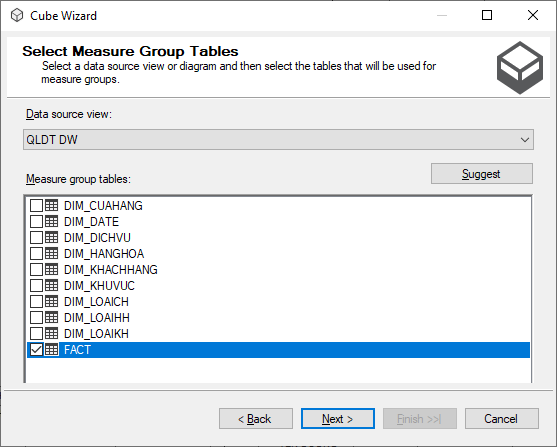 Cube Wizard
Select Measure Group Tables
Select a data source view or diagram and then select the tables that will be used for
measure groups.
Data source view:
QLDT DW
Measure group tables:
Suggest
DIM_CUAHANG
DIM_DATE
DIM_DICHVU
DIM_HANGHOA
DIM_KHACHHANG
DIM_KHUVUC
DIM_LOAICH
DIM_LOAIHH
DIM_LOAIKH
FACT
< Back
Next >
Finish >>|
Cancel